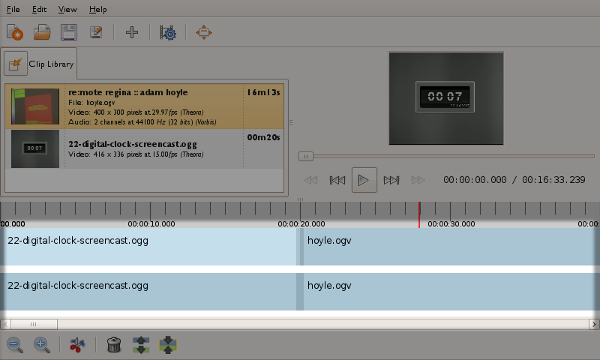 File Edit View Help
Clip Library
re:mote regina :: adam hoyle 16m13s
File: hoyle.ogv
Video: 400 x 300 pixels at 29.97fps (Theora)
Audio: 2 channels at 44100 Hz (32 bits) (Vorbis)
22-digital-clock-screencast.ogg 00m20s
Video: 416 x 336 pixels at 15.00fps (Theora)
00 07
00:00:00.000 / 00:16:33.239
00.000 00:00:10.000 00:00:20.000 00:00:30.000 00:0
22-digital-clock-screencast.ogg hoyle.ogv
22-digital-clock-screencast.ogg hoyle.ogv